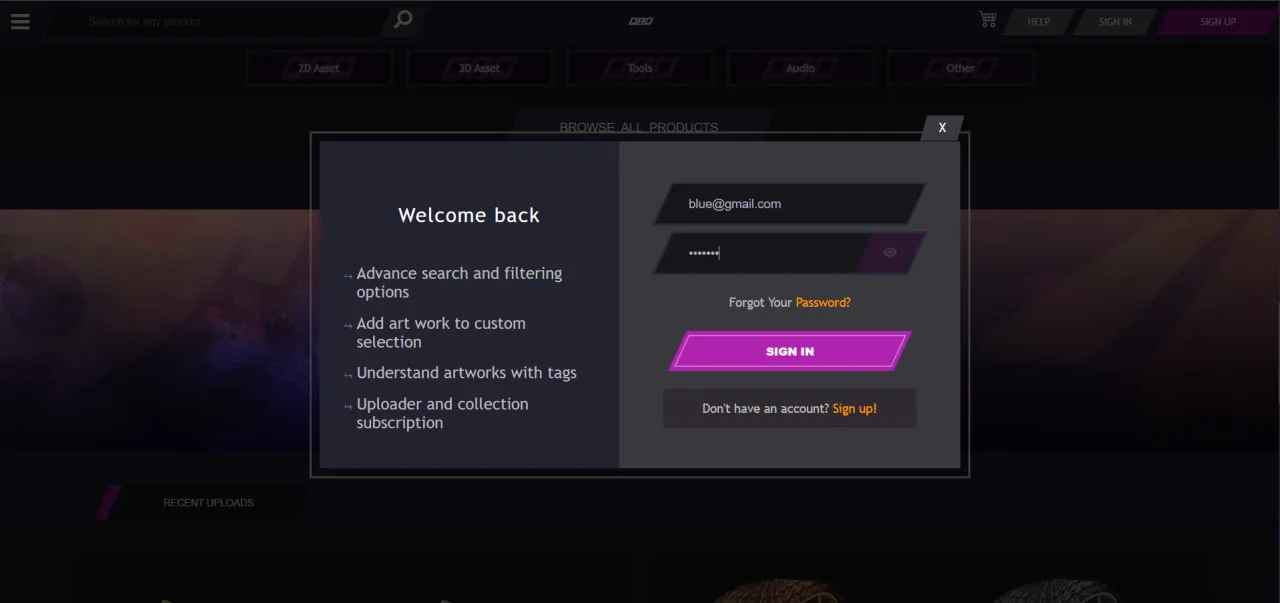 Search for any product
HELP
SIGN IN
SIGN UP
2D Asset
3D Asset
Tools
Audio
Other
BROWSE ALL PRODUCTS
X
Welcome back
Advance search and filtering
options
Add art work to custom
selection
Understand artworks with tags
Uploader and collection
subscription
blue@gmail.com
•••••••
Forgot Your Password?
SIGN IN
Don't have an account? Sign up!
RECENT UPLOADS